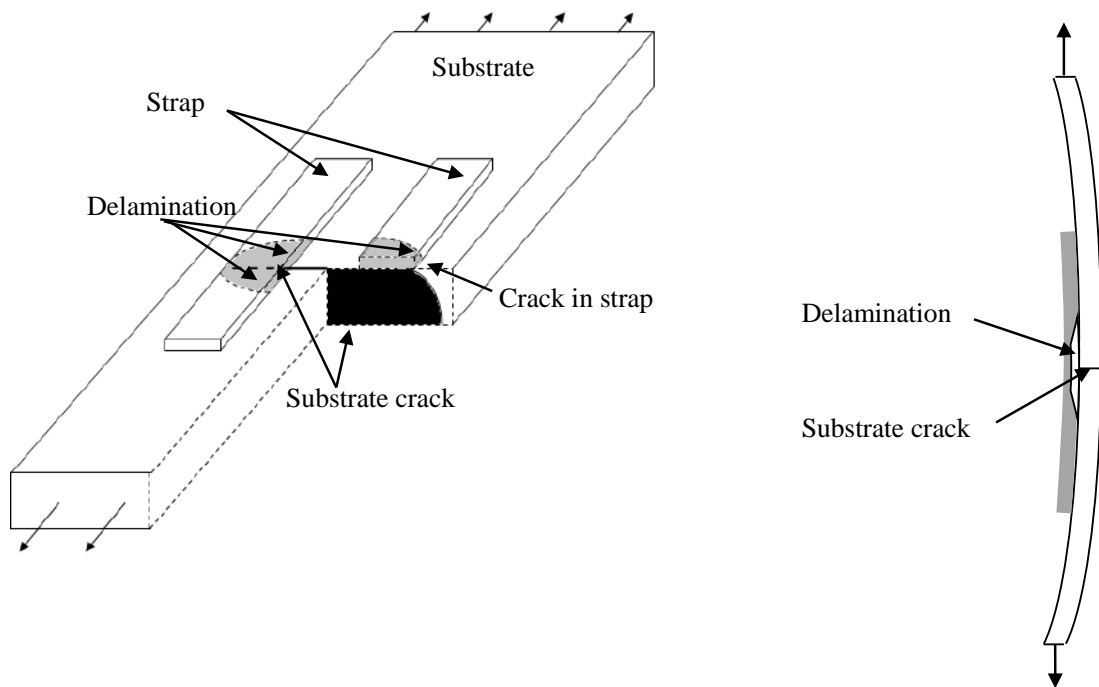 Substrate
Strap
Delamination
Crack in strap
Substrate crack
Delamination
Substrate crack